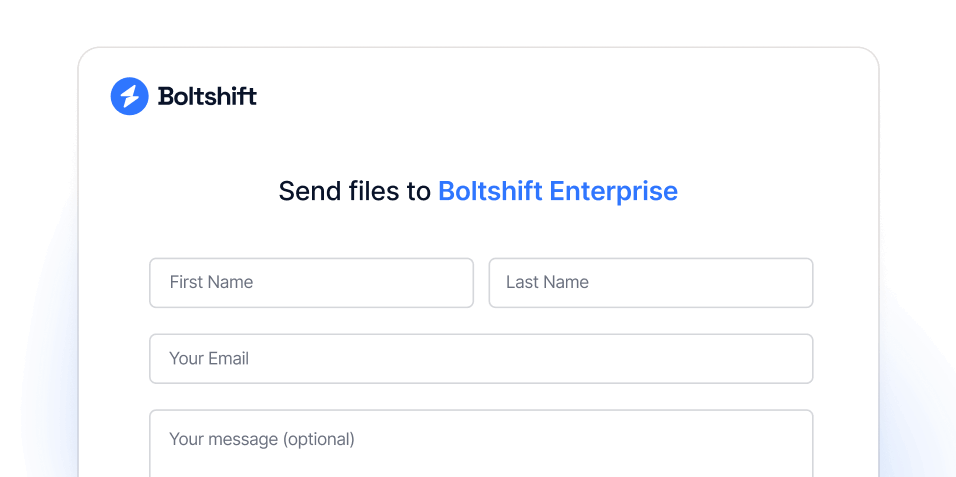 Boltshift
Send files to Boltshift Enterprise
First Name Last Name
Your Email
Your message (optional)